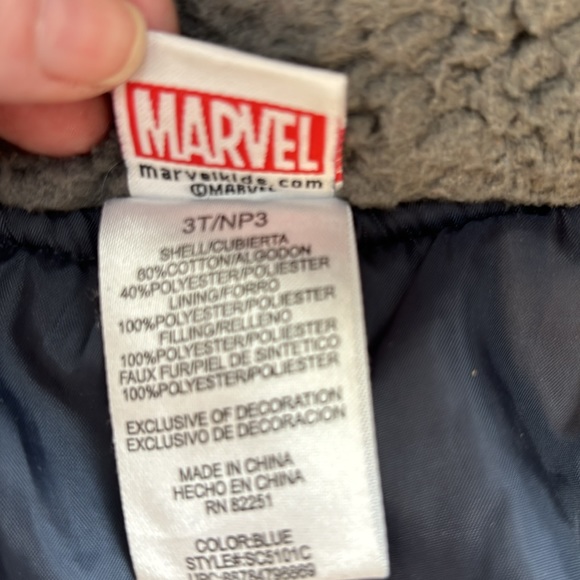 MARVEL
marvelkids.com
©MARVEL
3T/NP3
SHELL/CUBIERTA
60%COTTON/ALGODON
40%POLYESTER/POLIESTER
LINING/FORRO
100%POLYESTER/POLIESTER
FILLING/RELLENO
100%POLYESTER/POLIESTER
FAUX FUR/PIEL DE SINTETICO
100%POLYESTER/POLIESTER
EXCLUSIVE OF DECORATION
EXCLUSIVO DE DECORACION
MADE IN CHINA
HECHO EN CHINA
RN 82251
COLOR:BLUE
STYLE#:SC5101C